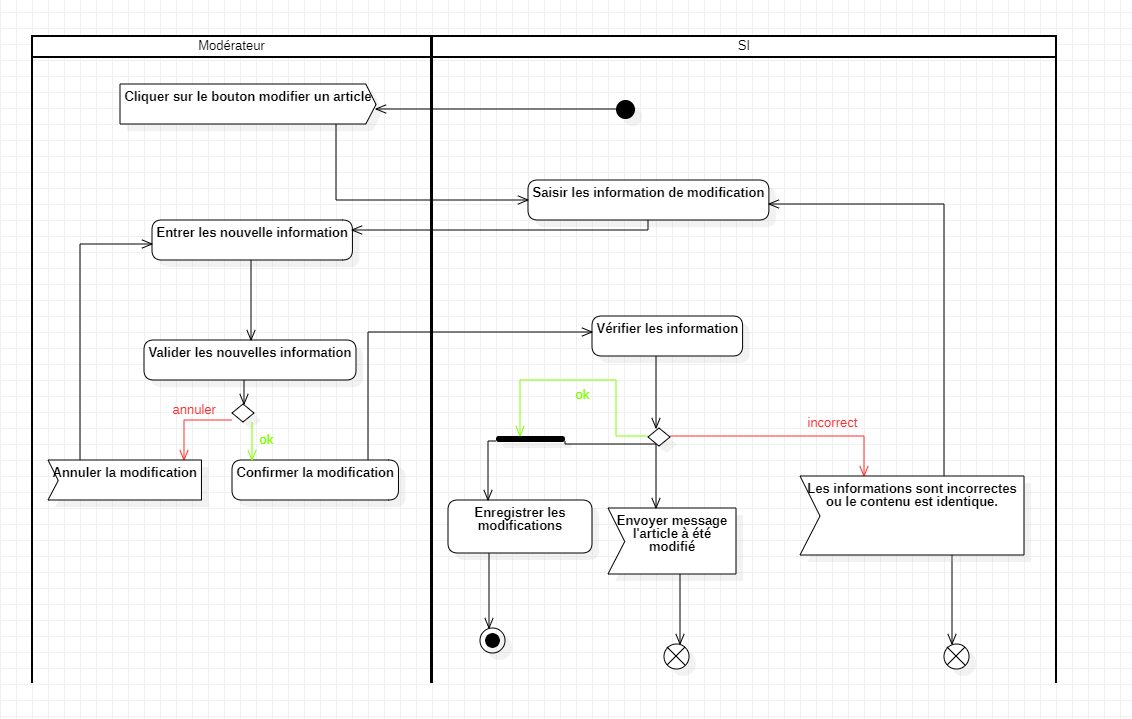 Modérateur
SI
Cliquer sur le bouton modifier un article
Saisir les information de modification
Entrer les nouvelle information
Vérifier les information
Valider les nouvelles information
annuler
ok
ok
incorrect
Annuler la modification
Confirmer la modification
Enregistrer les
modifications
Envoyer message
l'article à été
modifié
Les informations sont incorrectes
ou le contenu est identique.